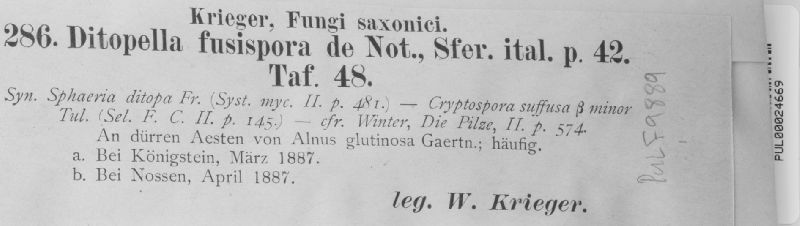 Krieger, Fungi saxonici.
286. Ditopella fusispora de Not., Sfer. ital. p. 42.
Taf. 48.
Syn. Sphaeria ditopa Fr. (Syst. myc. II. p. 481.) — Cryptospora suffusa β minor
Tul. (Sel. F. C. II. p. 145.) — cfr. Winter, Die Pilze, II. p. 574.
An dürren Aesten von Alnus glutinosa Gaertn.; häufig.
a. Bei Königstein, März 1887.
b. Bei Nossen, April 1887.
leg. W. Krieger.
PUL F9889
PUL00024669